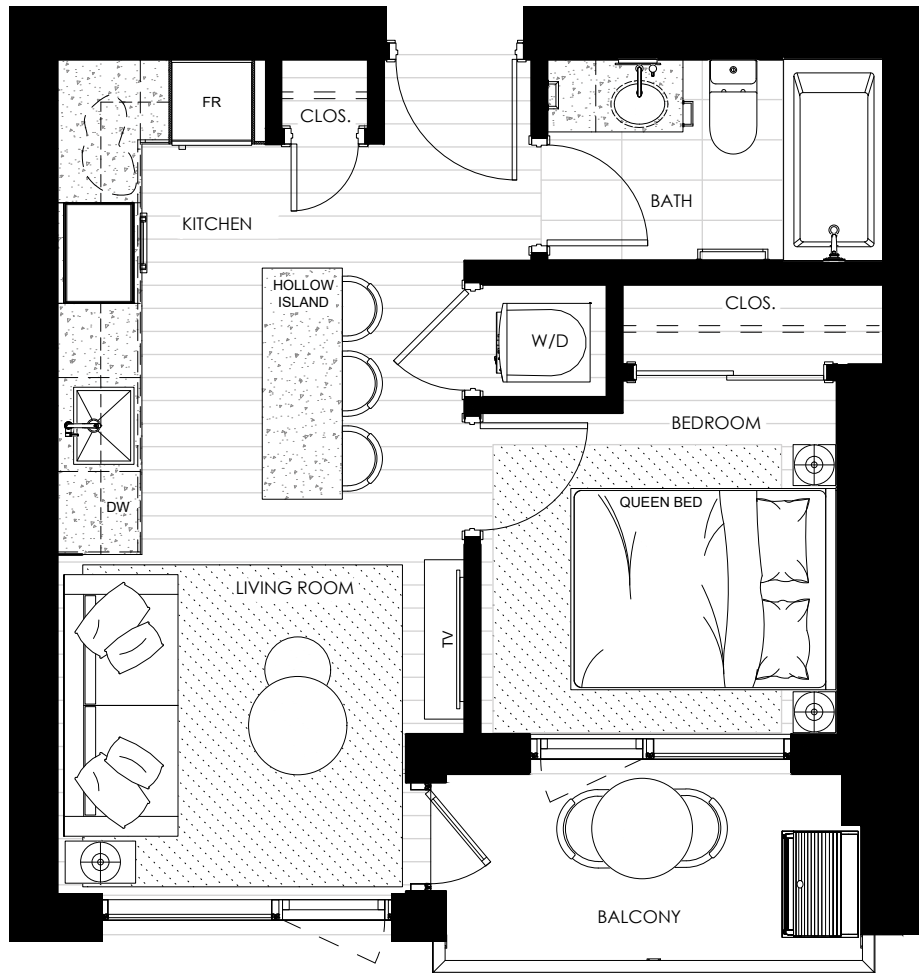 FR
CLOS.
BATH
KITCHEN
HOLLOW
ISLAND
CLOS.
W/D
BEDROOM
QUEEN BED
DW
LIVING ROOM
TV
BALCONY